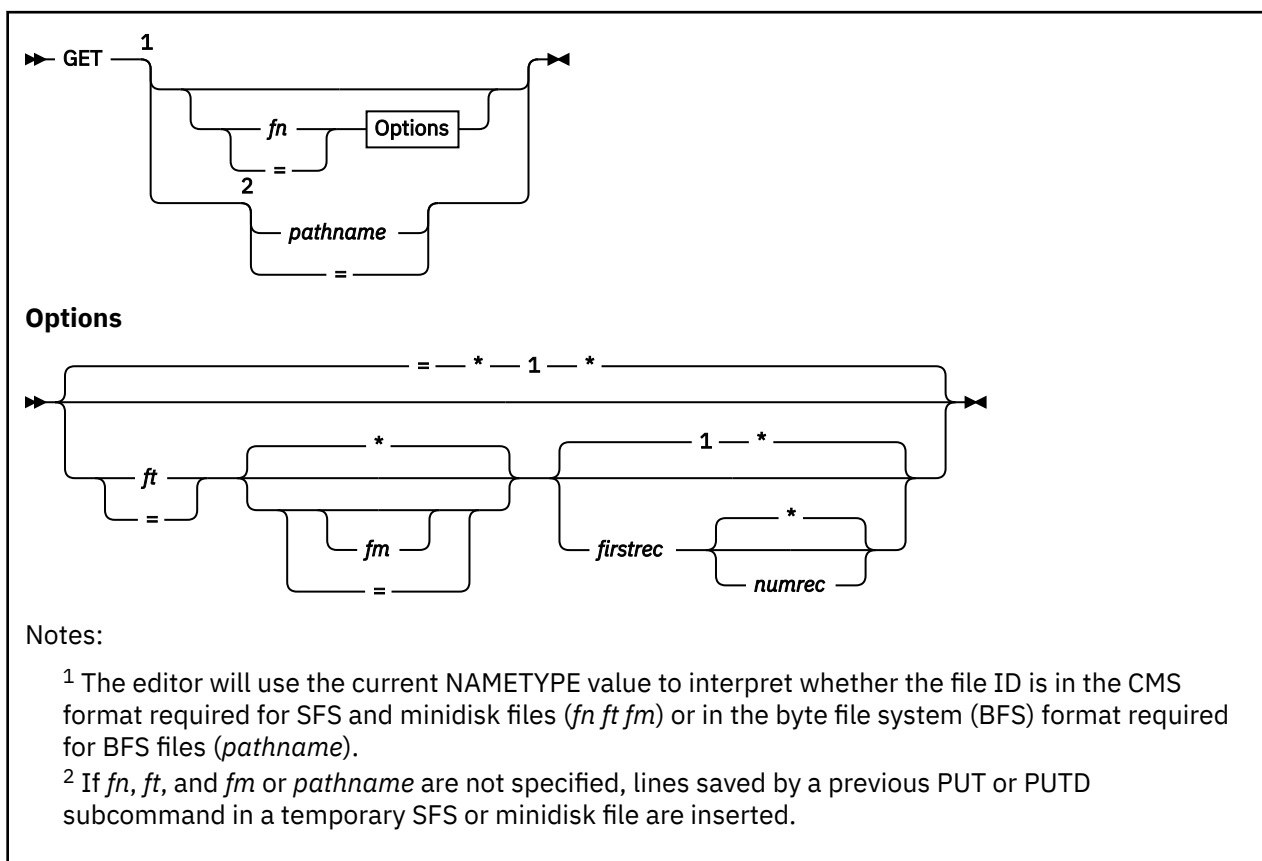 1
GET
fn
Options
=
2
pathname
=
Options
= * 1 *
* 1 *
ft
= *
fm firstrec
= numrec
Notes:
1 The editor will use the current NAMETYPE value to interpret whether the file ID is in the CMS
format required for SFS and minidisk files (fn ft fm) or in the byte file system (BFS) format required
for BFS files (pathname).
2 If fn, ft, and fm or pathname are not specified, lines saved by a previous PUT or PUTD
subcommand in a temporary SFS or minidisk file are inserted.